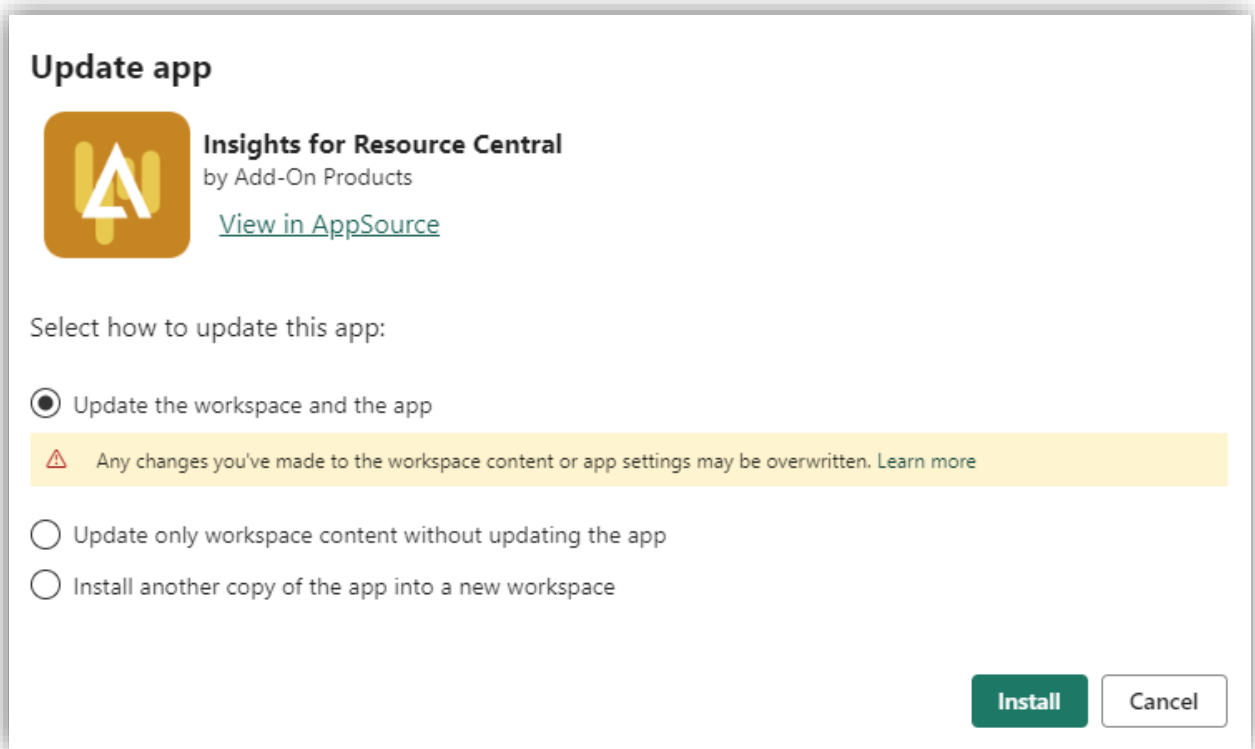 Update app
Insights for Resource Central
by Add-On Products
View in AppSource
Select how to update this app:
Update the workspace and the app
Any changes you've made to the workspace content or app settings may be overwritten. Learn more
Update only workspace content without updating the app
Install another copy of the app into a new workspace
Install Cancel